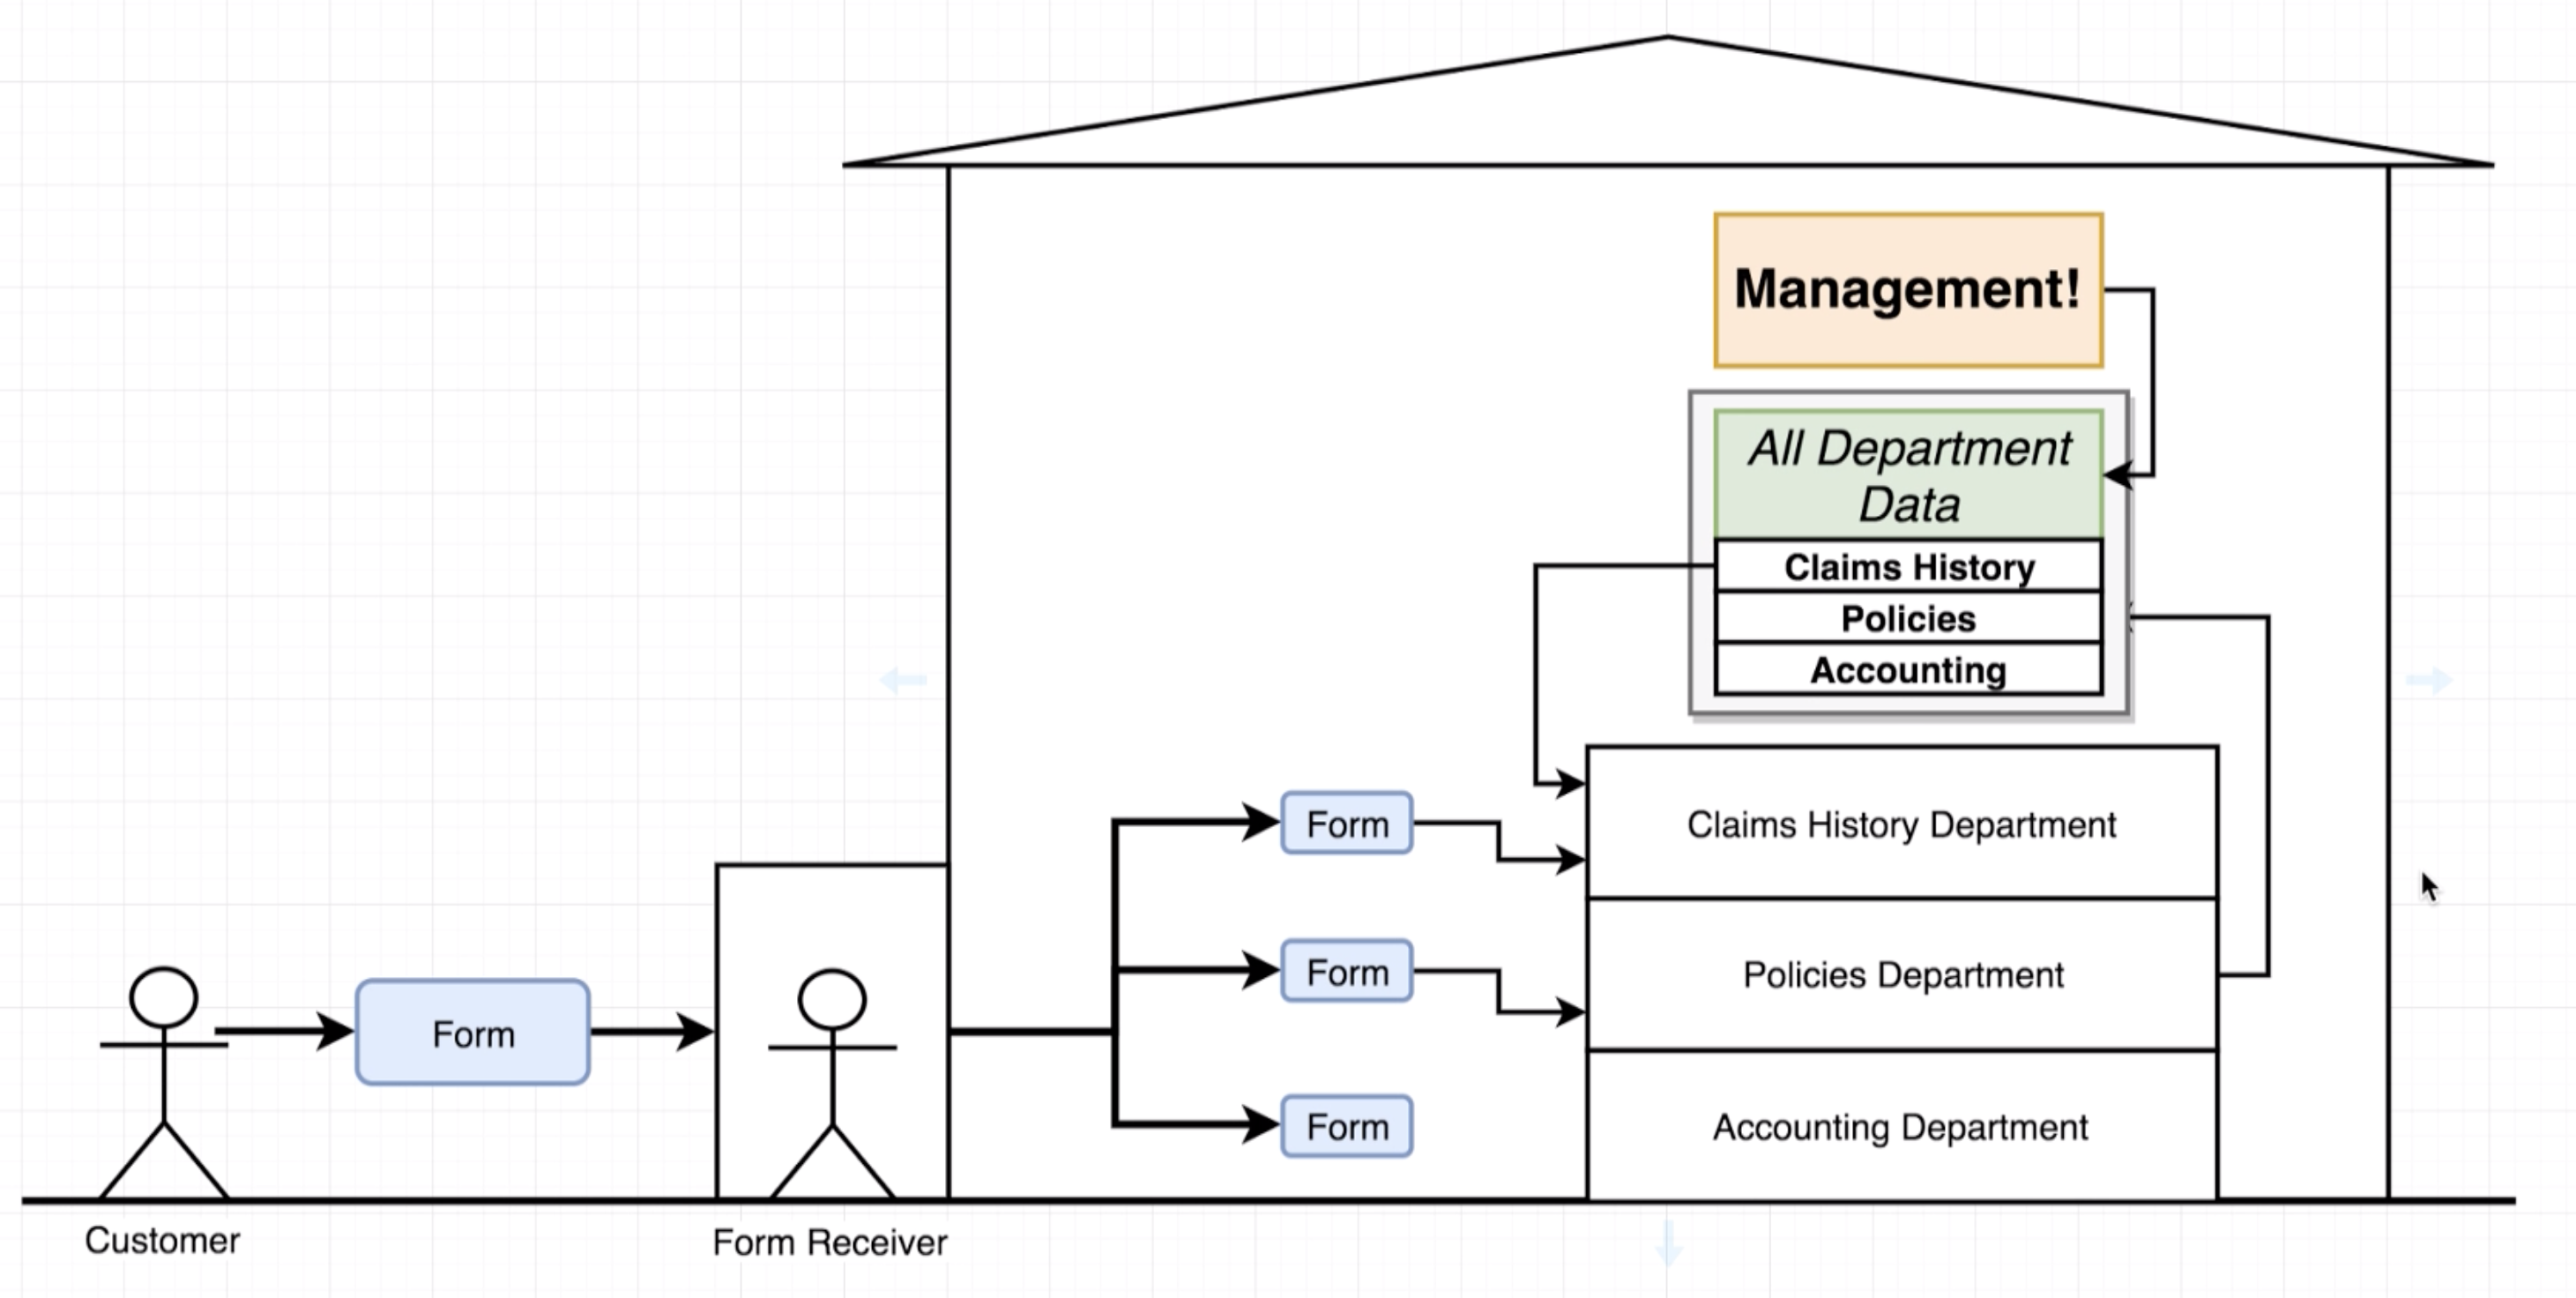 Management!
All Department
Data
Claims History
Policies
Accounting
Form
Claims History Department
Form
Policies Department
Form
Form
Accounting Department
Customer
Form Receiver